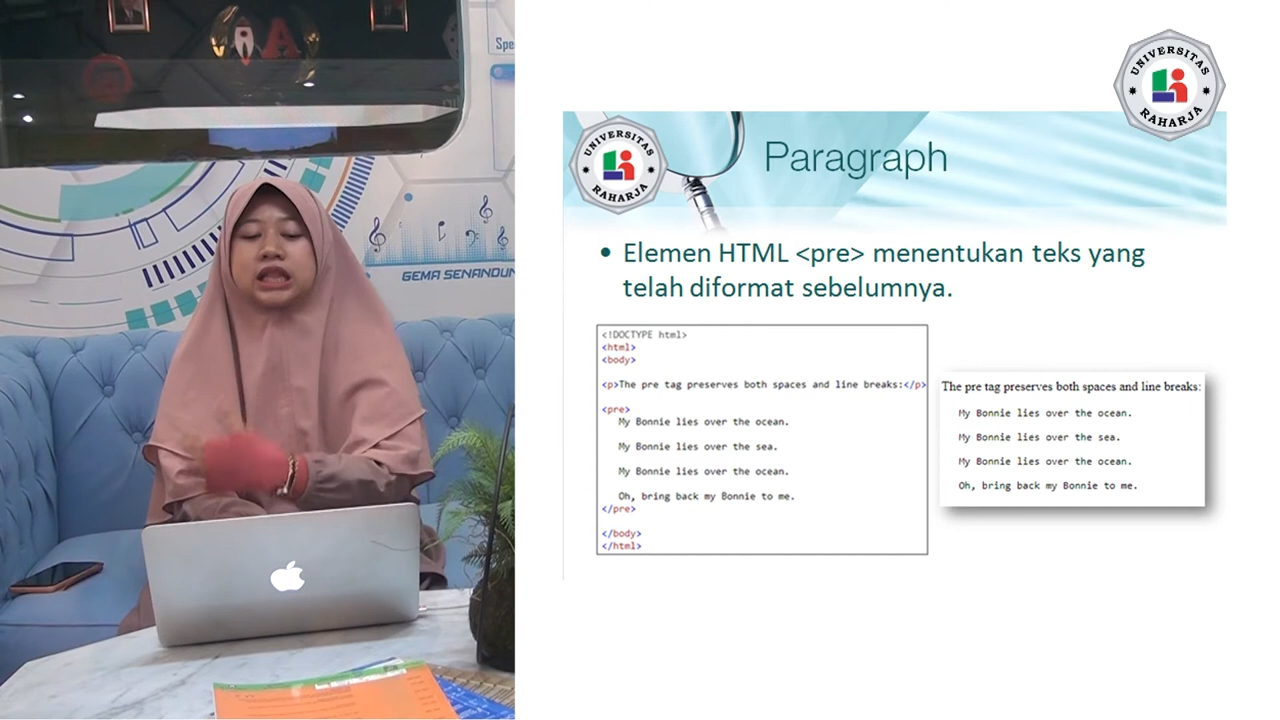 Spe
GEMA SENANDUN
UNIVERSITAS
RAHARJA
UNIVERSITAS
RAHARJA
Paragraph
• Elemen HTML <pre> menentukan teks yang
telah diformat sebelumnya.
<!DOCTYPE html>
<html>
<body>
<p>The pre tag preserves both spaces and line breaks:</p>
<pre>
My Bonnie lies over the ocean.
My Bonnie lies over the sea.
My Bonnie lies over the ocean.
Oh, bring back my Bonnie to me.
</pre>
</body>
</html>
The pre tag preserves both spaces and line breaks:
My Bonnie lies over the ocean.
My Bonnie lies over the sea.
My Bonnie lies over the ocean.
Oh, bring back my Bonnie to me.